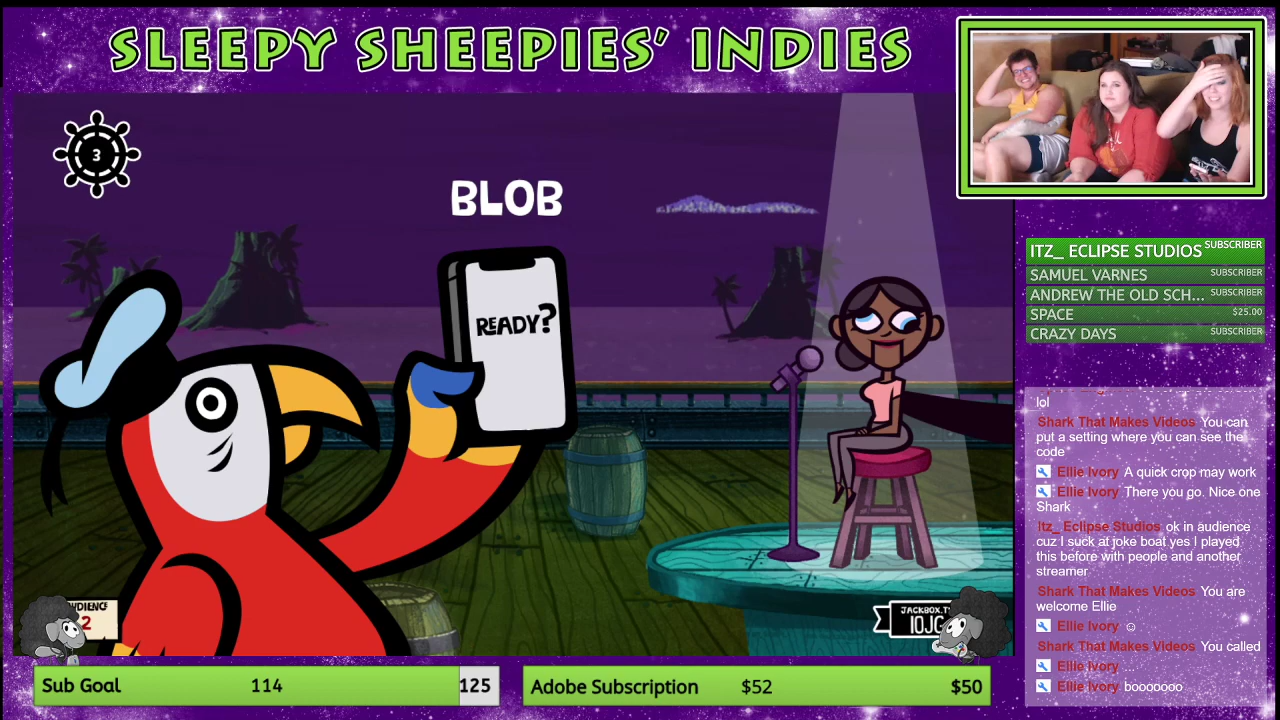 SLEEPY SHEEPIES' INDIES
3
BLOB
READY?
2
JACKBOX.T
Sub Goal 114 125
Adobe Subscription $52 $50
ITZ_ ECLIPSE STUDIOS SUBSCRIBER
SAMUEL VARNES SUBSCRIBER
ANDREW THE OLD SCH... SUBSCRIBER
SPACE $25.00
CRAZY DAYS SUBSCRIBER
lol
Shark That Makes Videos You can
put a setting where you can see the
code
Ellie Ivory A quick crop may work
Ellie Ivory There you go. Nice one
Shark
Itz_ Eclipse Studios ok in audience
cuz I suck at joke boat yes I played
this before with people and another
streamer
Shark That Makes Videos You are
welcome Ellie
Ellie Ivory ☺
Shark That Makes Videos You called
Ellie Ivory ...
Ellie Ivory booooooo